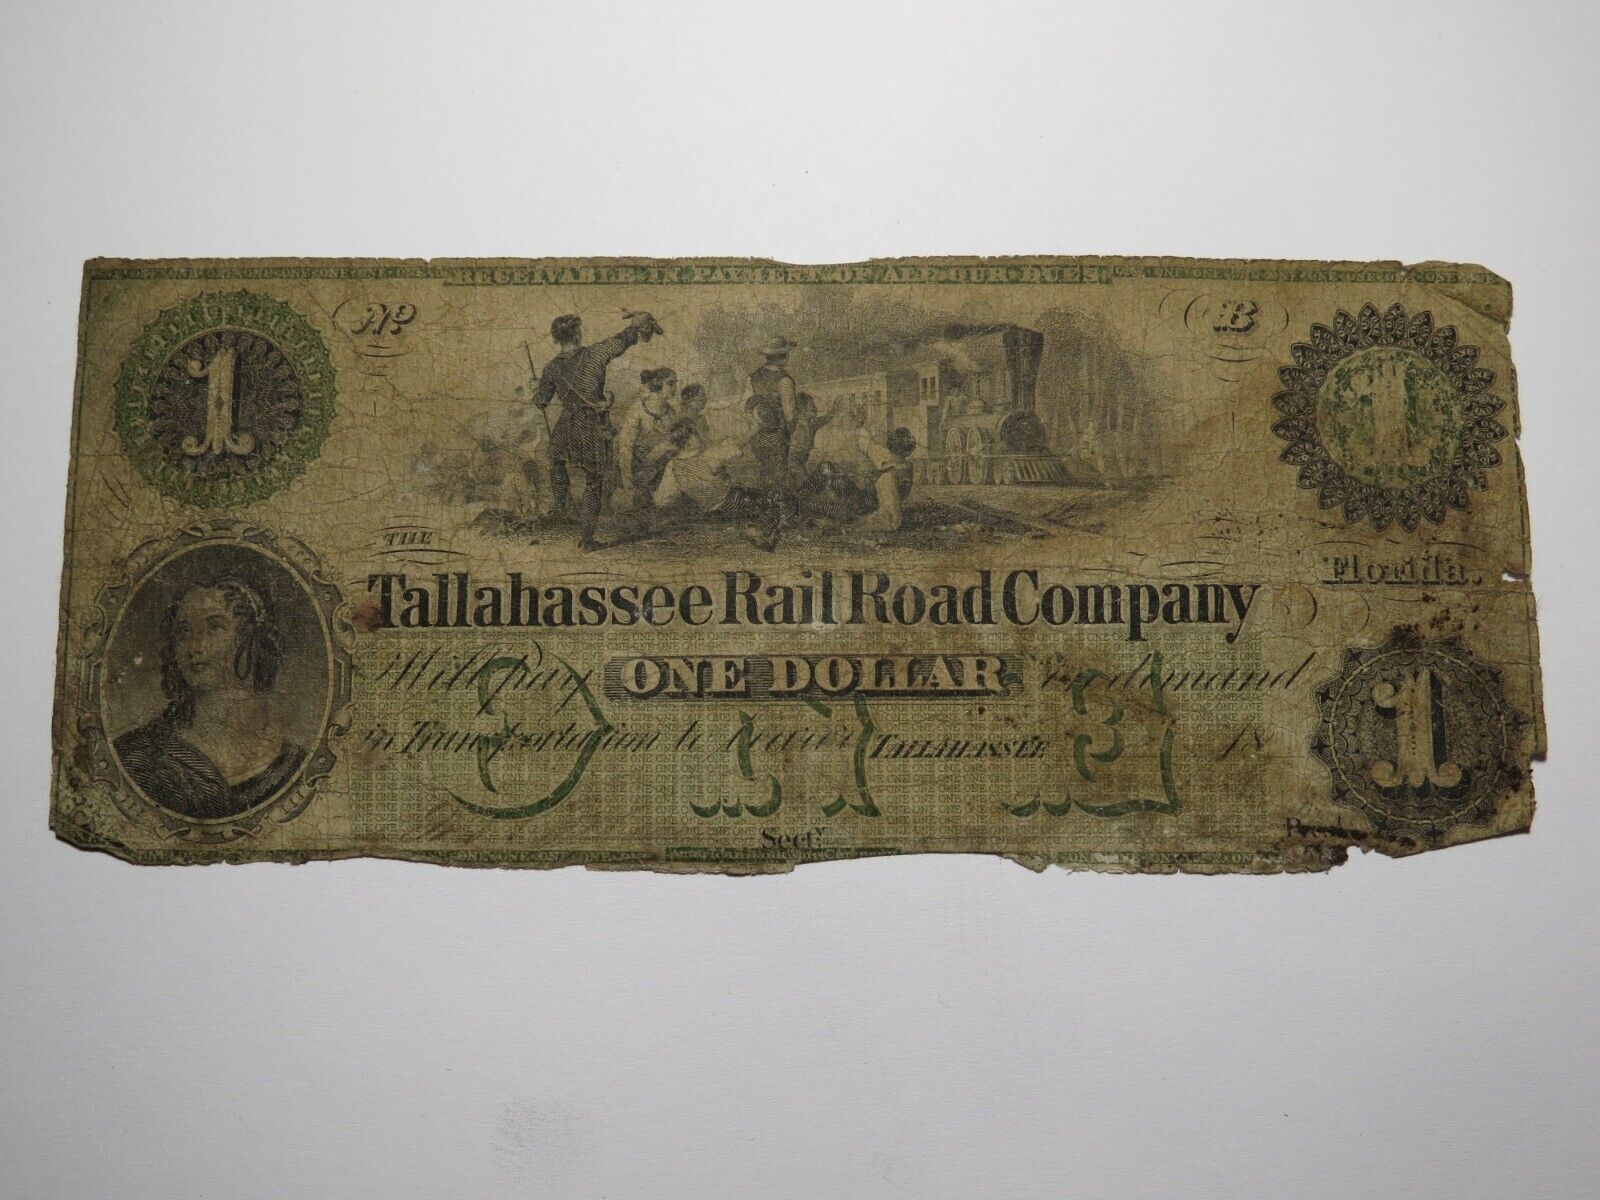 RECEIVABLE IN PAYMENT OF ALL OUR DUES.
1
No
B
THE
Florida.
Tallahassee Rail Road Company
Will pay ONE DOLLAR on demand
in Transportation to bearer TALLAHASSEE 18
1
Secty.